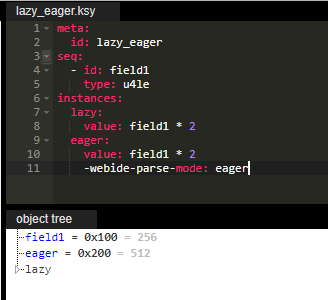 lazy_eager.ksy
1 meta:
2 id: lazy_eager
3 seq:
4 - id: field1
5 type: u4le
6 instances:
7 lazy:
8 value: field1 * 2
9 eager:
10 value: field1 * 2
11 -webide-parse-mode: eager
object tree
field1 = 0x100 = 256
eager = 0x200 = 512
lazy